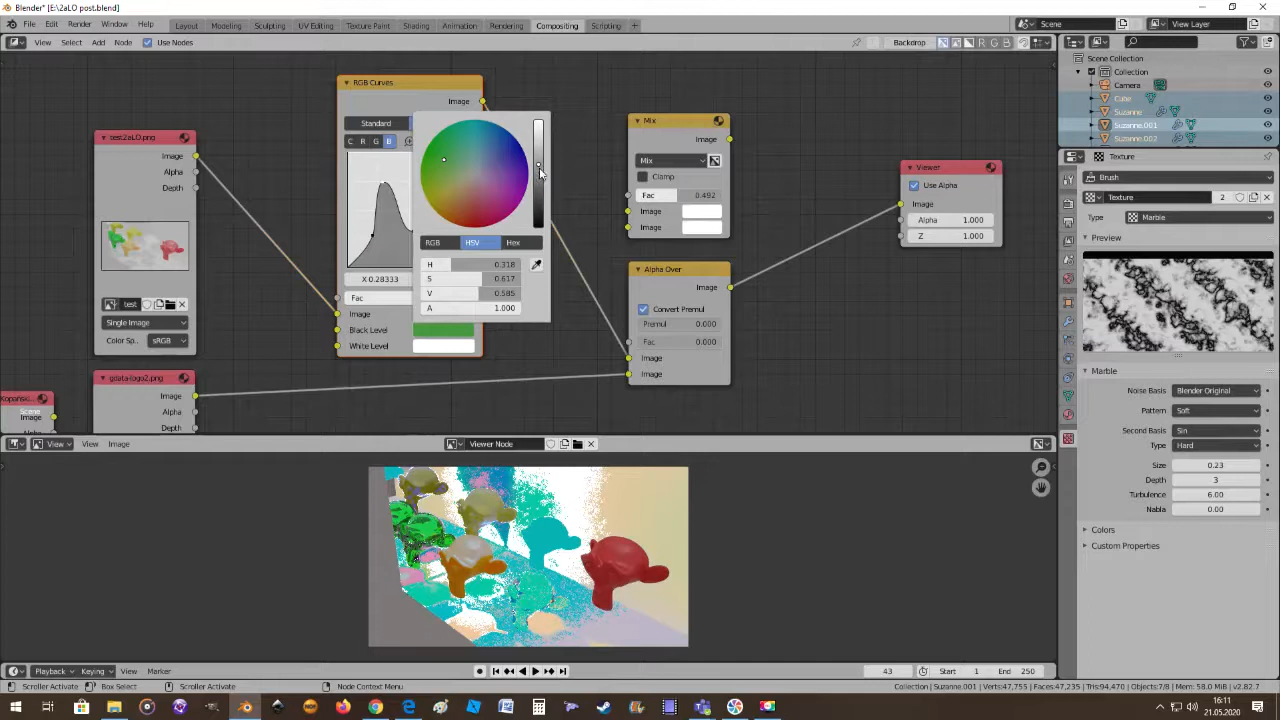 Blender* [E:\2aLO post.blend]
File Edit Render Window Help Layout Modeling Sculpting UV Editing Texture Paint Shading Animation Rendering Compositing Scripting + Scene View Layer
View Select Add Node Use Nodes Backdrop R G B
Scene Collection
Collection
Camera
Cube
Suzanne
Suzanne.001
Suzanne.002
RGB Curves
Image
Standard
C R G B
X 0.28333
Fac
Image
Black Level
White Level
RGB HSV Hex
H 0.318
S 0.617
V 0.585
A 1.000
test2aLO.png
Image
Alpha
Depth
test
Single Image
Color Sp.. sRGB
gdata-logo2.png
Image
Alpha
Depth
Scene
Image
Mix
Image
Mix
Clamp
Fac 0.492
Image
Image
Alpha Over
Image
Convert Premul
Premul 0.000
Fac 0.000
Image
Image
Viewer
Use Alpha
Image
Alpha 1.000
Z 1.000
Texture
Brush
Texture 2
Type Marble
Preview
Marble
Noise Basis Blender Original
Pattern Soft
Second Basis Sin
Type Hard
Size 0.23
Depth 3
Turbulence 6.00
Nabla 0.00
Colors
Custom Properties
View View Image Viewer Node
Playback Keying View Marker 43 Start 1 End 250
Scroller Activate Box Select Scroller Activate Node Context Menu Collection | Suzanne.001 | Verts:47,755 | Faces:47,235 | Tris:94,470 | Objects:7/8 | Mem: 58.0 MiB | v2.82.7
16:11
21.05.2020